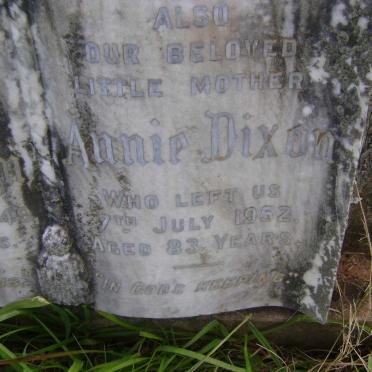 ALSO
OUR BELOVED
LITTLE MOTHER
Annie Dixon
WHO LEFT US
7TH JULY 1962.
AGED 83 YEARS.
IN GOD'S KEEPING